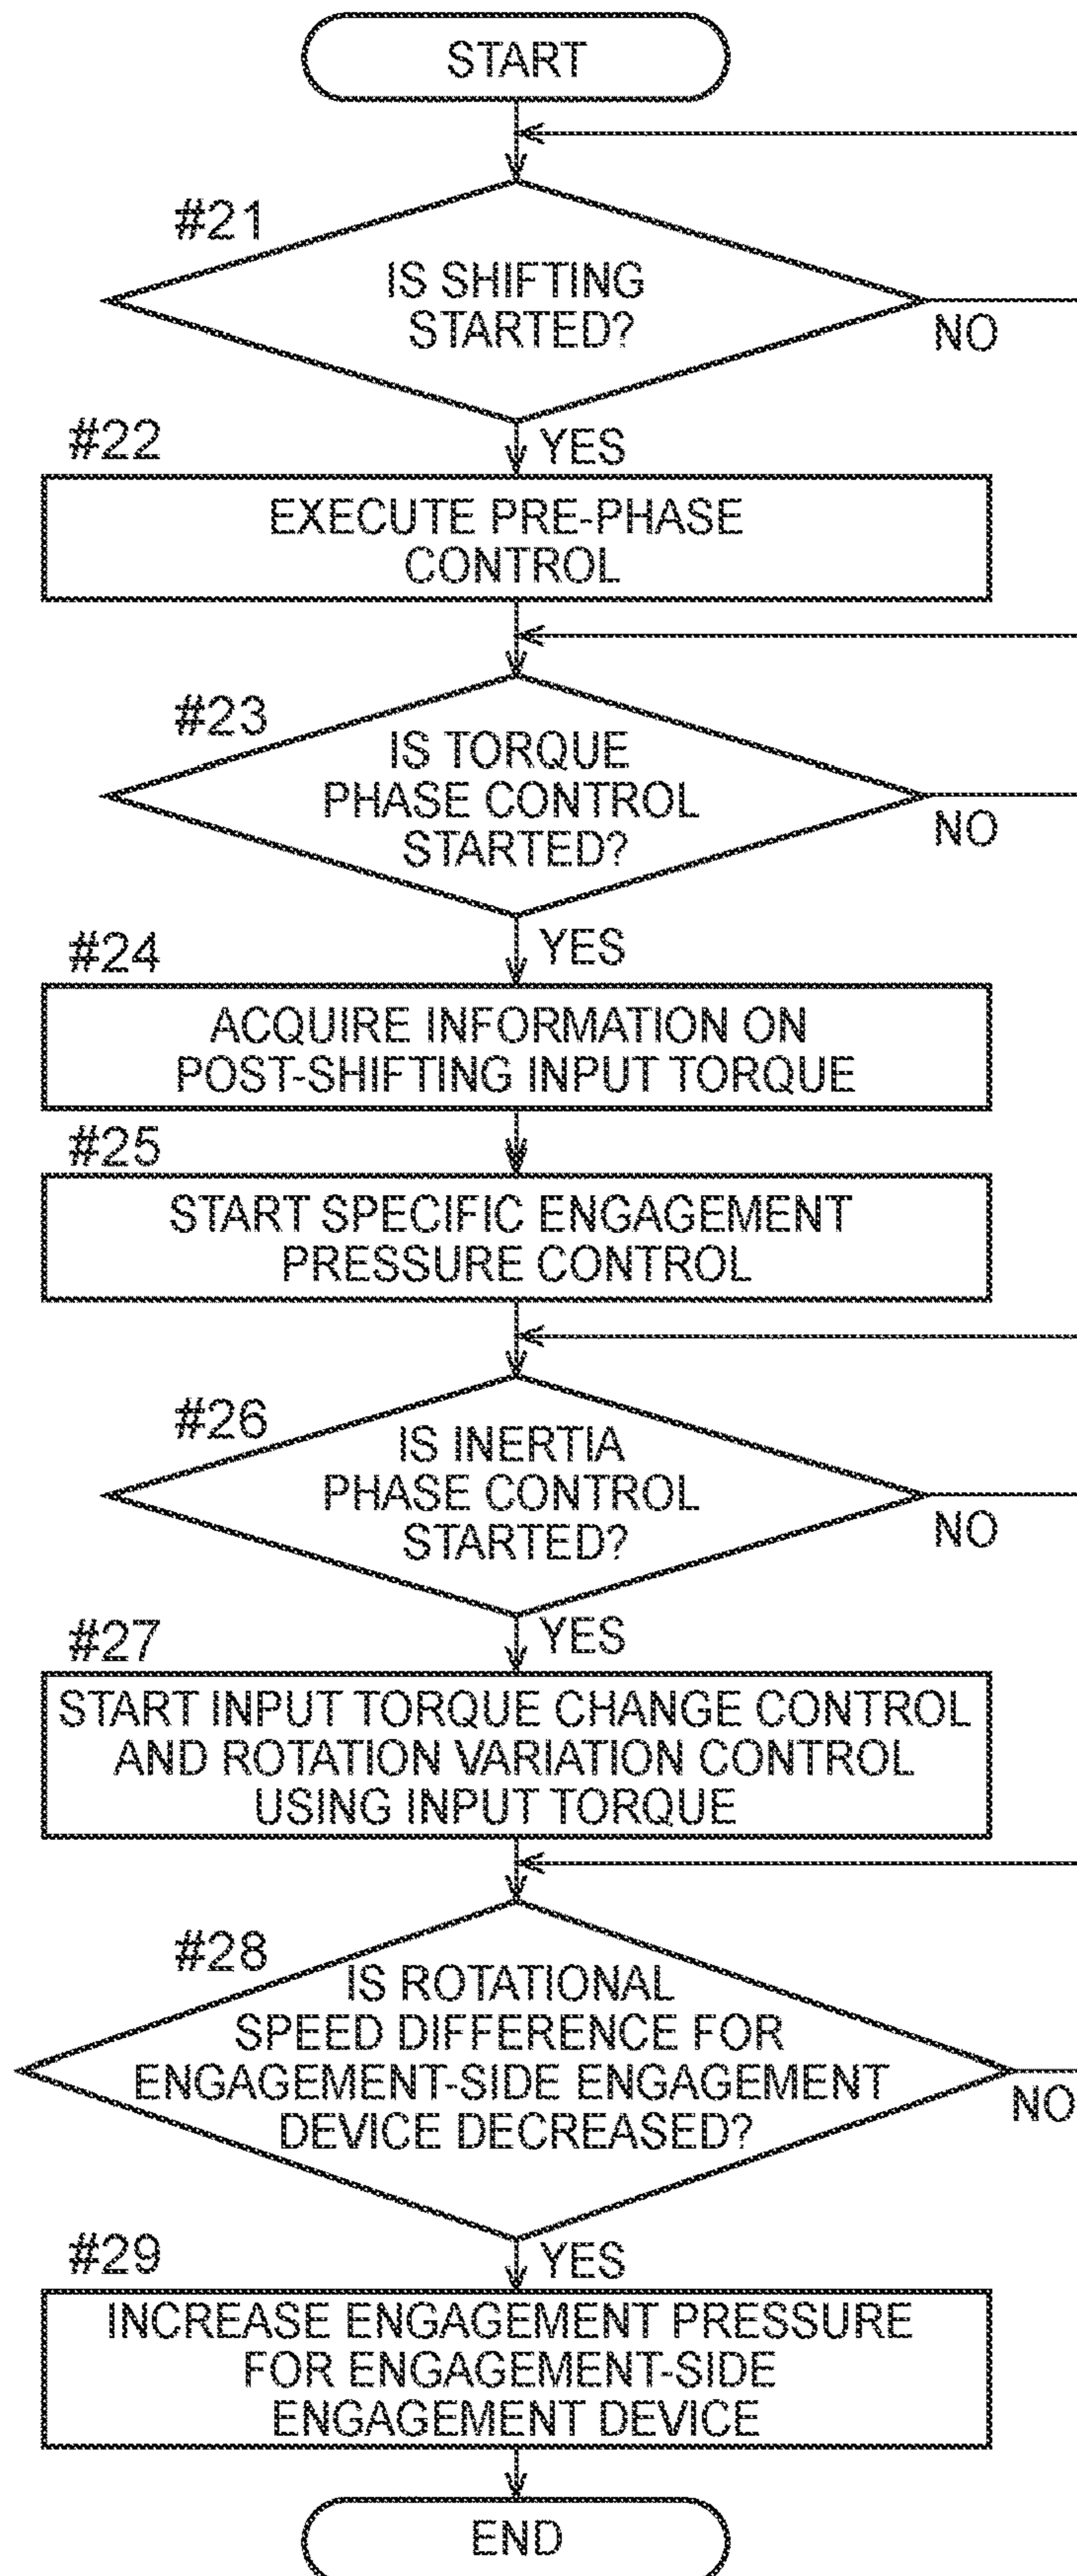 START
#21
IS SHIFTING
STARTED?
NO
YES
#22
EXECUTE PRE-PHASE
CONTROL
#23
IS TORQUE
PHASE CONTROL
STARTED?
NO
YES
#24
ACQUIRE INFORMATION ON
POST-SHIFTING INPUT TORQUE
#25
START SPECIFIC ENGAGEMENT
PRESSURE CONTROL
#26
IS INERTIA
PHASE CONTROL
STARTED?
NO
YES
#27
START INPUT TORQUE CHANGE CONTROL
AND ROTATION VARIATION CONTROL
USING INPUT TORQUE
#28
IS ROTATIONAL
SPEED DIFFERENCE FOR
ENGAGEMENT-SIDE ENGAGEMENT
DEVICE DECREASED?
NO
YES
#29
INCREASE ENGAGEMENT PRESSURE
FOR ENGAGEMENT-SIDE
ENGAGEMENT DEVICE
END